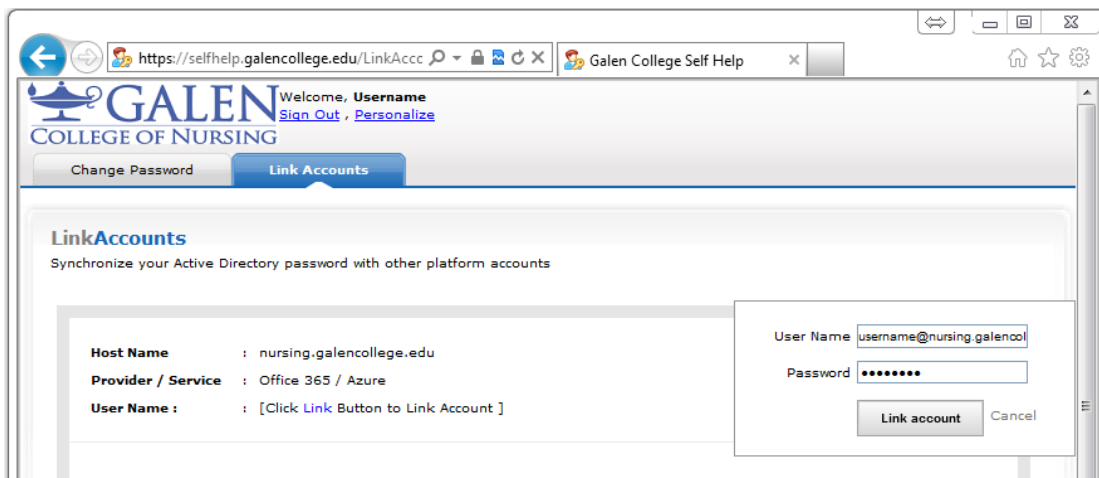 https://selfhelp.galencollege.edu/LinkAccc
Galen College Self Help
GALEN
COLLEGE OF NURSING
Welcome, Username
Sign Out , Personalize
Change Password
Link Accounts
LinkAccounts
Synchronize your Active Directory password with other platform accounts
Host Name : nursing.galencollege.edu
Provider / Service : Office 365 / Azure
User Name : : [Click Link Button to Link Account ]
User Name username@nursing.galencol
Password ••••••••
Link account Cancel